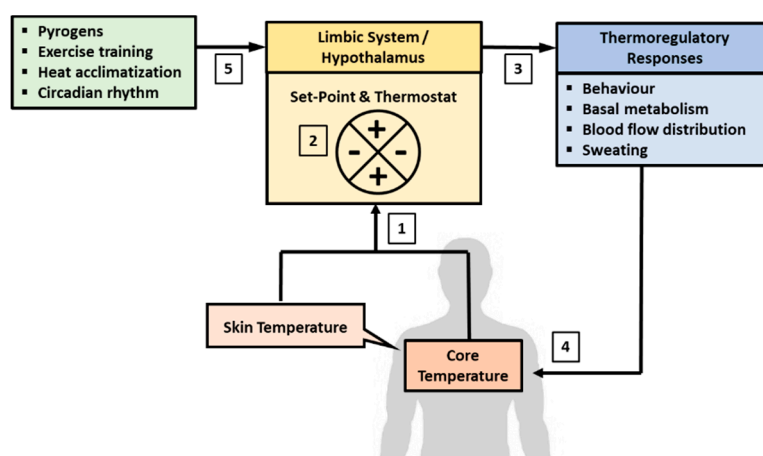 ▪ Pyrogens
▪ Exercise training
▪ Heat acclimatization
▪ Circadian rhythm
5
Limbic System /
Hypothalamus
Set-Point & Thermostat
2
+
- -
+
3
Thermoregulatory
Responses
▪ Behaviour
▪ Basal metabolism
▪ Blood flow distribution
▪ Sweating
1
Skin Temperature
Core
Temperature
4